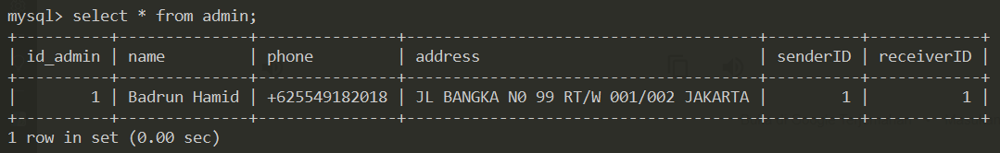 mysql> select * from admin;
+----------+--------------+---------------+---------------------------------------+----------+------------+
| id_admin | name         | phone         | address                               | senderID | receiverID |
+----------+--------------+---------------+---------------------------------------+----------+------------+
|        1 | Badrun Hamid | +625549182018 | JL BANGKA N0 99 RT/W 001/002 JAKARTA |        1 |          1 |
+----------+--------------+---------------+---------------------------------------+----------+------------+
1 row in set (0.00 sec)